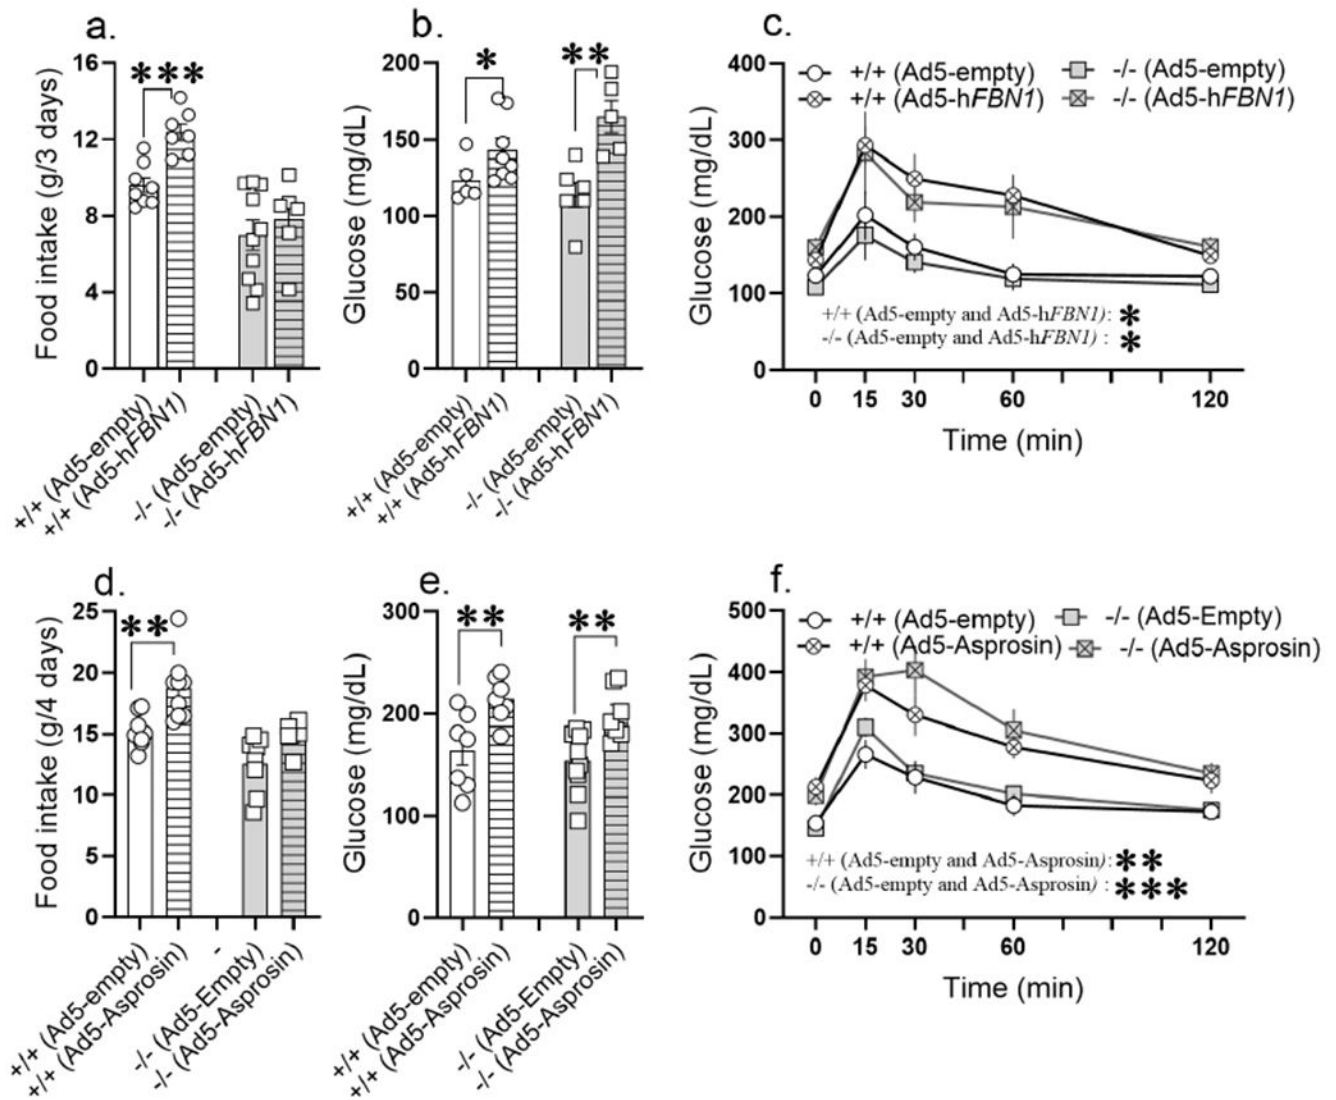 a.
Food intake (g/3 days)
16
12
8
4
0
***
+/+ (Ad5-empty)
+/+ (Ad5-hFBN1)
-/- (Ad5-empty)
-/- (Ad5-hFBN1)
b.
Glucose (mg/dL)
200
150
100
50
0
*
**
+/+ (Ad5-empty)
+/+ (Ad5-hFBN1)
-/- (Ad5-empty)
-/- (Ad5-hFBN1)
c.
Glucose (mg/dL)
400
300
200
100
0
+/+ (Ad5-empty)
-/- (Ad5-empty)
+/+ (Ad5-hFBN1)
-/- (Ad5-hFBN1)
+/+ (Ad5-empty and Ad5-hFBN1): *
-/- (Ad5-empty and Ad5-hFBN1) : *
0 15 30 60 120
Time (min)
d.
Food intake (g/4 days)
25
20
15
10
5
0
**
+/+ (Ad5-empty)
+/+ (Ad5-Asprosin)
-
-/- (Ad5-Empty)
-/- (Ad5-Asprosin)
e.
Glucose (mg/dL)
300
200
100
0
**
**
+/+ (Ad5-empty)
+/+ (Ad5-Asprosin)
-/- (Ad5-Empty)
-/- (Ad5-Asprosin)
f.
Glucose (mg/dL)
500
400
300
200
100
0
+/+ (Ad5-empty)
-/- (Ad5-Empty)
+/+ (Ad5-Asprosin)
-/- (Ad5-Asprosin)
+/+ (Ad5-empty and Ad5-Asprosin): **
-/- (Ad5-empty and Ad5-Asprosin) : ***
0 15 30 60 120
Time (min)